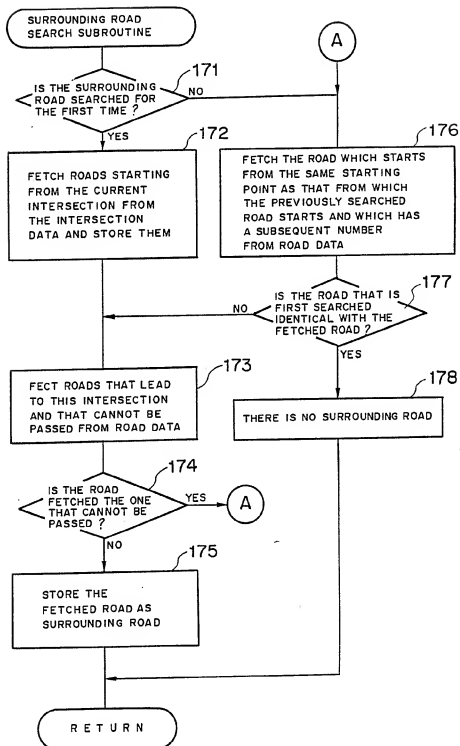 SURROUNDING ROAD
SEARCH SUBROUTINE
171
IS THE SURROUNDING
ROAD SEARCHED FOR
THE FIRST TIME ?
NO
YES
172
FETCH ROADS STARTING
FROM THE CURRENT
INTERSECTION FROM
THE INTERSECTION
DATA AND STORE THEM
173
FECT ROADS THAT LEAD
TO THIS INTERSECTION
AND THAT CANNOT BE
PASSED FROM ROAD DATA
174
IS THE ROAD
FETCHED THE ONE
THAT CANNOT BE
PASSED ?
YES
A
NO
175
STORE THE
FETCHED ROAD AS
SURROUNDING ROAD
RETURN
A
176
FETCH THE ROAD WHICH STARTS
FROM THE SAME STARTING
POINT AS THAT FROM WHICH
THE PREVIOUSLY SEARCHED
ROAD STARTS AND WHICH HAS
A SUBSEQUENT NUMBER
FROM ROAD DATA
177
IS THE ROAD THAT IS
FIRST SEARCHED
IDENTICAL WITH THE
FETCHED ROAD ?
NO
YES
178
THERE IS NO SURROUNDING ROAD